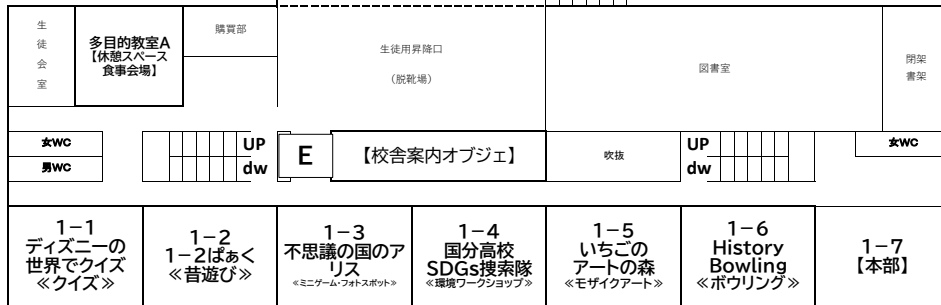 生
徒
会
室
多目的教室A
【休憩スペース
食事会場】
購買部
生徒用昇降口
（脱靴場）
図書室
閉架
書架
女WC
男WC
UP
dw
E
【校舎案内オブジェ】
吹抜
UP
dw
女WC
1－1
ディズニーの
世界でクイズ
≪クイズ≫
1－2
1－2ぱぁく
≪昔遊び≫
1－3
不思議の国のア
リス
≪ミニゲーム・フォトスポット≫
1－4
国分高校
SDGs捜索隊
≪環境ワークショップ≫
1－5
いちごの
アートの森
≪モザイクアート≫
1－6
History
Bowling
≪ボウリング≫
1－7
【本部】